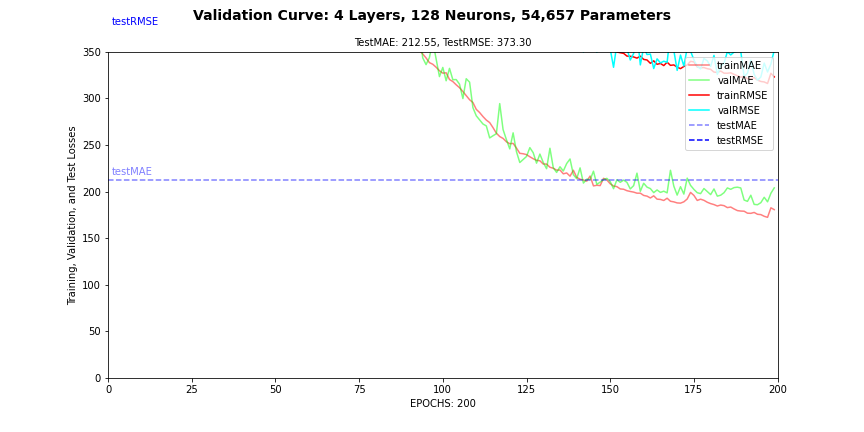 Validation Curve: 4 Layers, 128 Neurons, 54,657 Parameters
testRMSE
TestMAE: 212.55, TestRMSE: 373.30
350
300
250
200
150
100
50
0
Training, Validation, and Test Losses
testMAE
trainMAE
valMAE
trainRMSE
valRMSE
testMAE
testRMSE
0 25 50 75 100 125 150 175 200
EPOCHS: 200